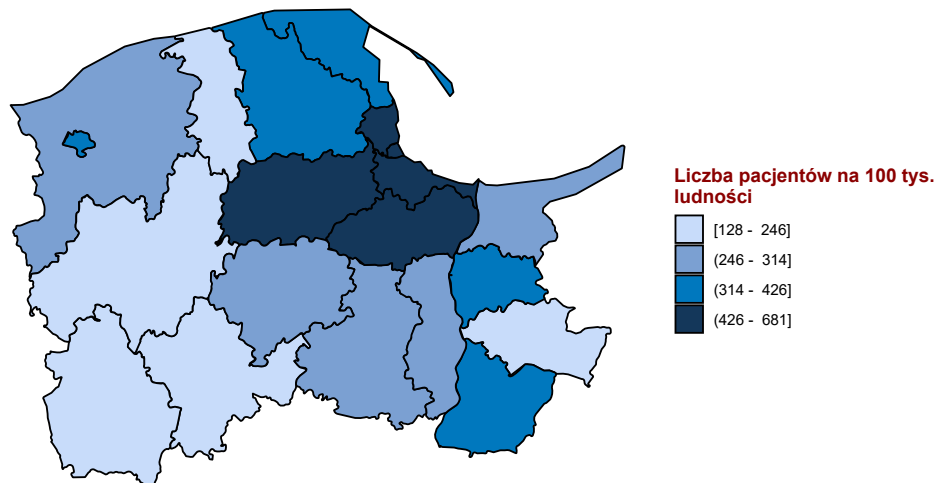 Liczba pacjentów na 100 tys.
ludności
[128 - 246]
(246 - 314]
(314 - 426]
(426 - 681]